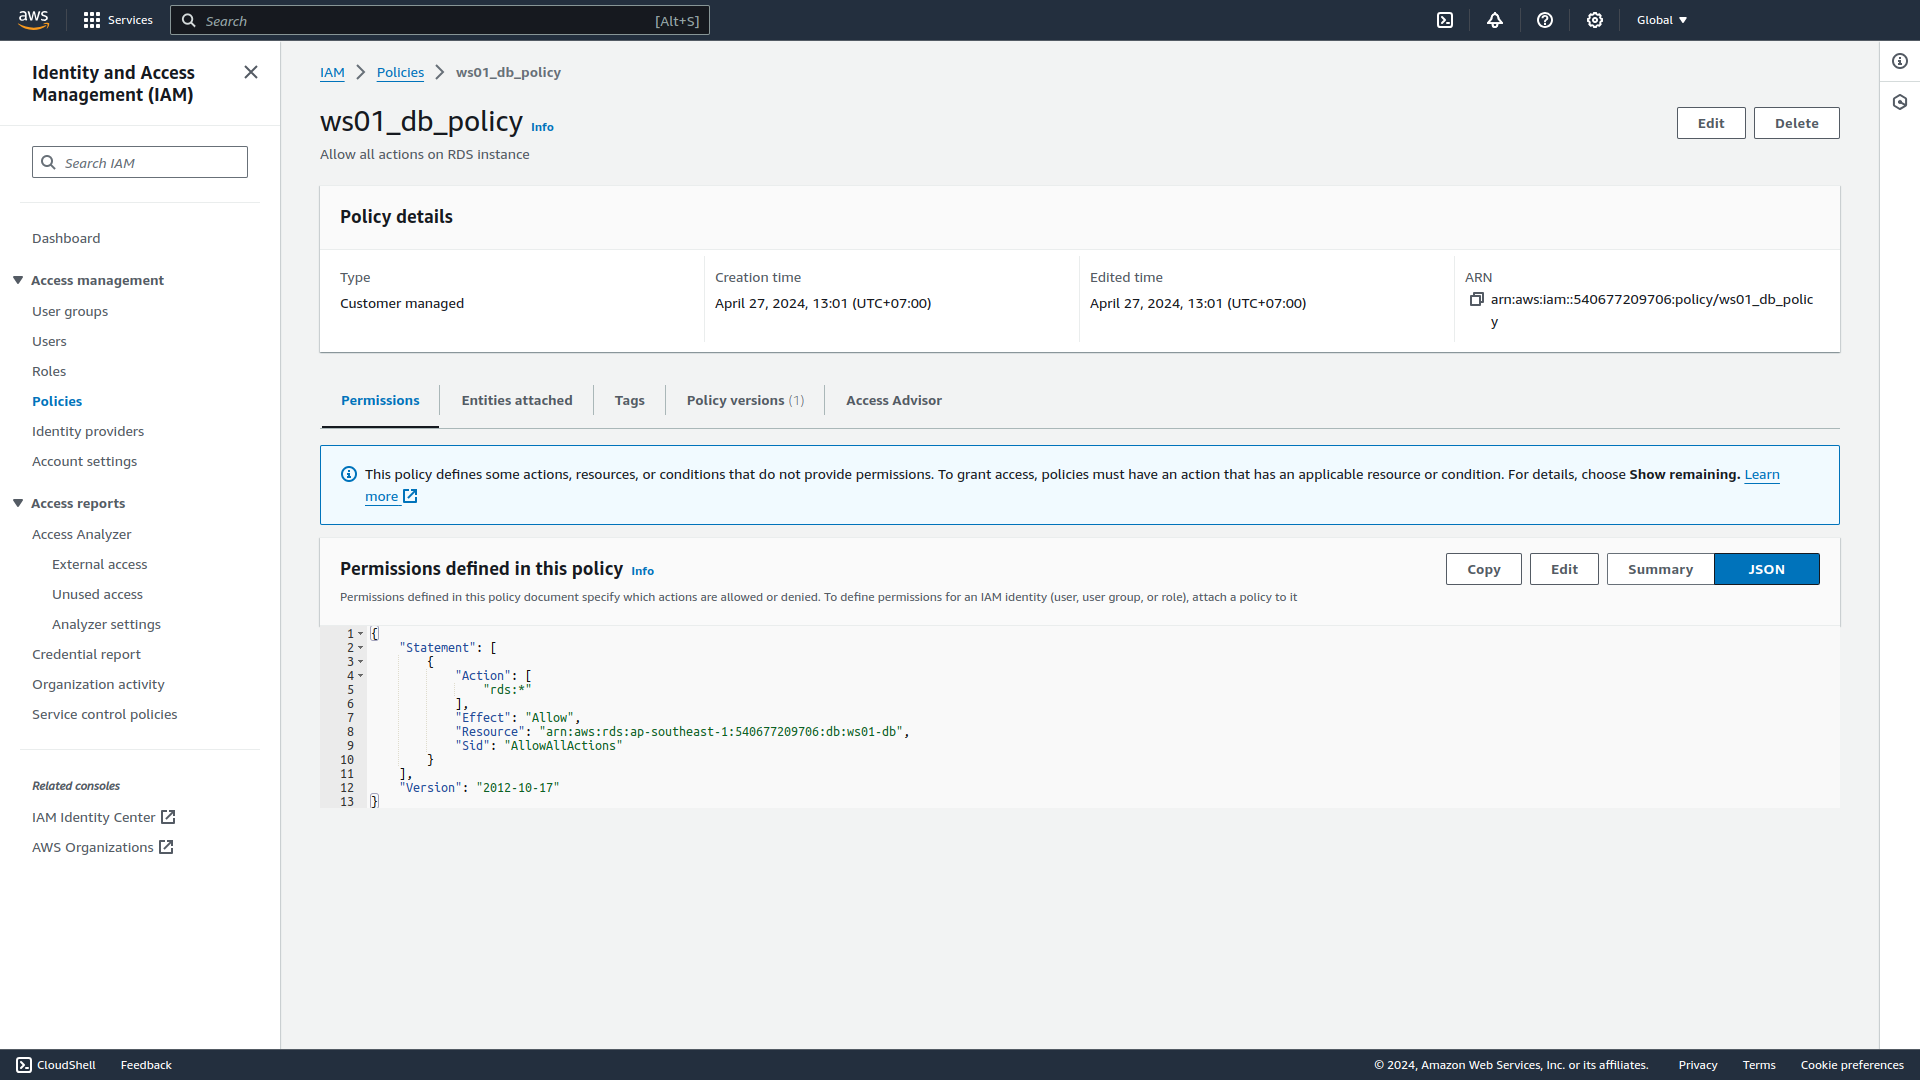 aws
Services
Search
[Alt+S]
Global
Identity and Access
Management (IAM)
Search IAM
Dashboard
Access management
User groups
Users
Roles
Policies
Identity providers
Account settings
Access reports
Access Analyzer
External access
Unused access
Analyzer settings
Credential report
Organization activity
Service control policies
Related consoles
IAM Identity Center
AWS Organizations
IAM
Policies
ws01_db_policy
ws01_db_policy Info
Edit
Delete
Allow all actions on RDS instance
Policy details
Type
Customer managed
Creation time
April 27, 2024, 13:01 (UTC+07:00)
Edited time
April 27, 2024, 13:01 (UTC+07:00)
ARN
arn:aws:iam::540677209706:policy/ws01_db_polic
y
Permissions
Entities attached
Tags
Policy versions (1)
Access Advisor
This policy defines some actions, resources, or conditions that do not provide permissions. To grant access, policies must have an action that has an applicable resource or condition. For details, choose Show remaining. Learn
more
Permissions defined in this policy Info
Copy
Edit
Summary
JSON
Permissions defined in this policy document specify which actions are allowed or denied. To define permissions for an IAM identity (user, user group, or role), attach a policy to it
1 {
2 "Statement": [
3 {
4 "Action": [
5 "rds:*"
6 ],
7 "Effect": "Allow",
8 "Resource": "arn:aws:rds:ap-southeast-1:540677209706:db:ws01-db",
9 "Sid": "AllowAllActions"
10 }
11 ],
12 "Version": "2012-10-17"
13 }
CloudShell
Feedback
© 2024, Amazon Web Services, Inc. or its affiliates.
Privacy
Terms
Cookie preferences